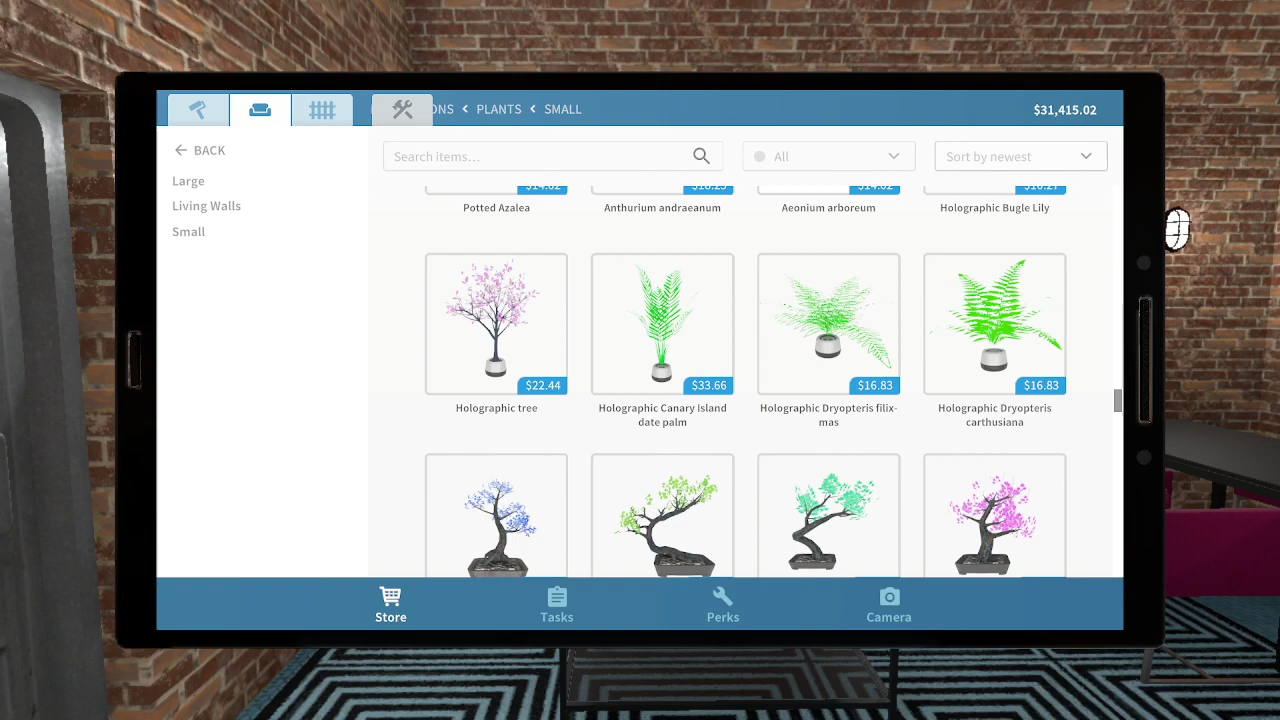 ONS < PLANTS < SMALL
$31,415.02
BACK
Large
Living Walls
Small
Search items...
All
Sort by newest
Potted Azalea
Anthurium andraeanum
Aeonium arboreum
Holographic Bugle Lily
$22.44
$33.66
$16.83
$16.83
Holographic tree
Holographic Canary Island
date palm
Holographic Dryopteris filix-
mas
Holographic Dryopteris
carthusiana
Store
Tasks
Perks
Camera